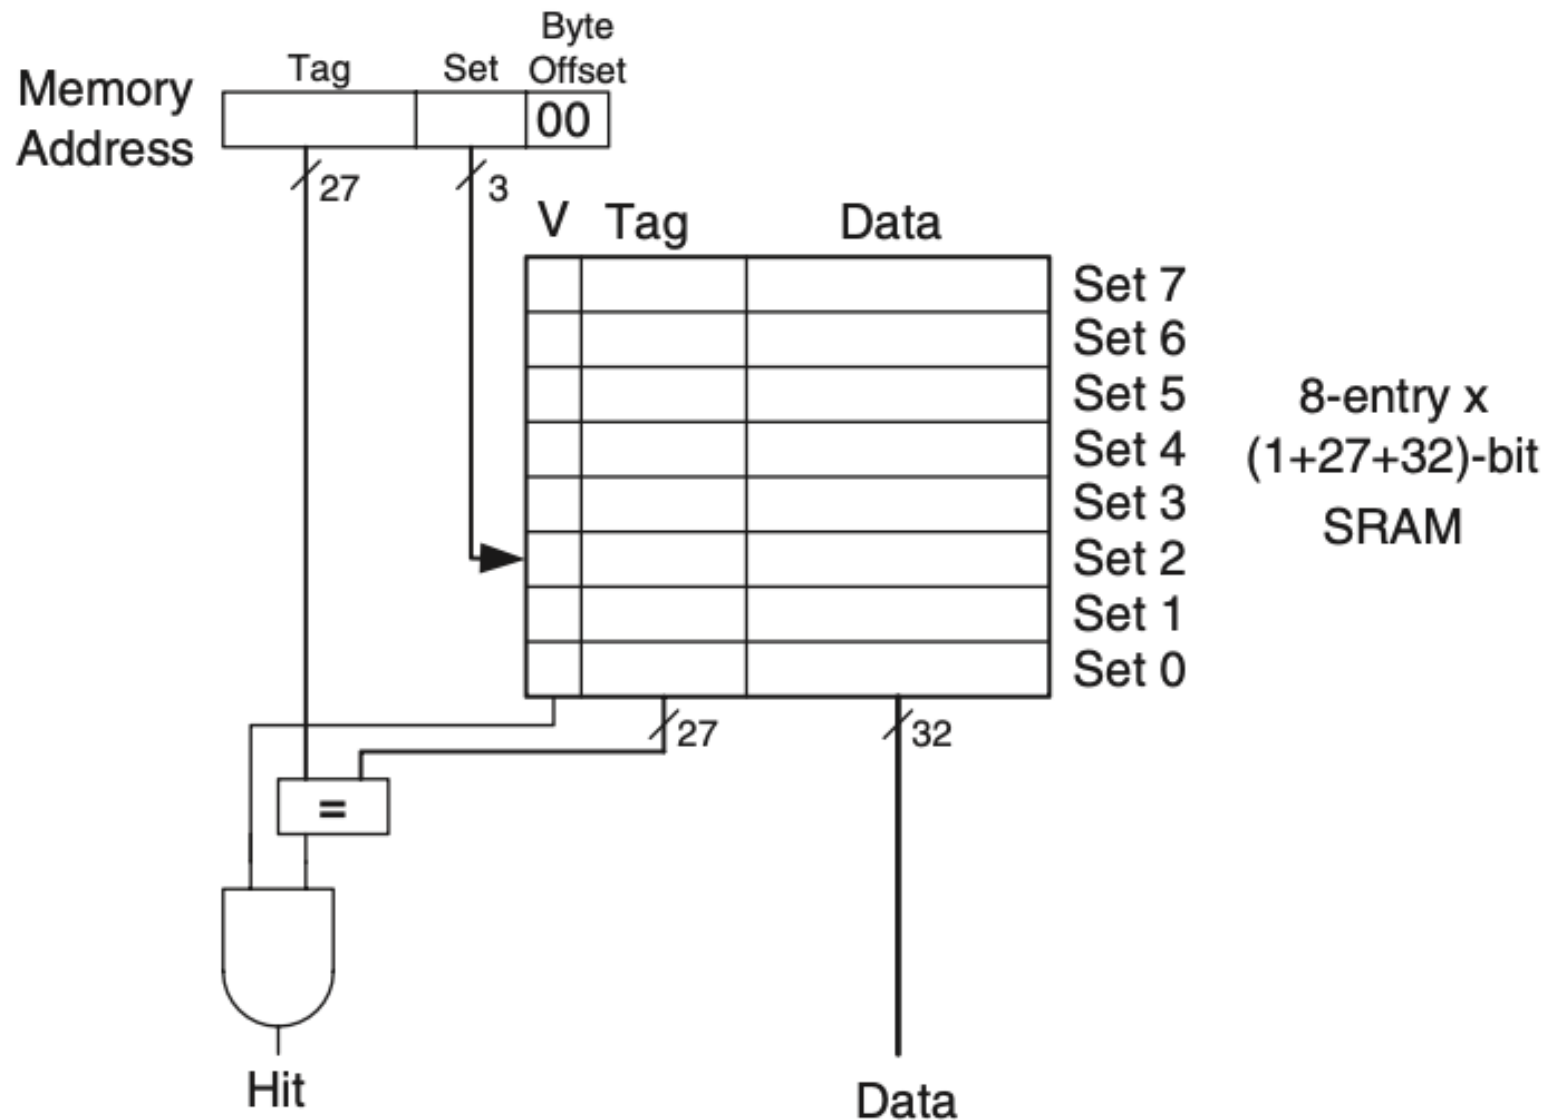 Byte
Tag Set Offset
Memory
Address
00
27 3
V Tag Data
Set 7
Set 6
Set 5
Set 4
Set 3
Set 2
Set 1
Set 0
8-entry x
(1+27+32)-bit
SRAM
27 32
=
Hit
Data